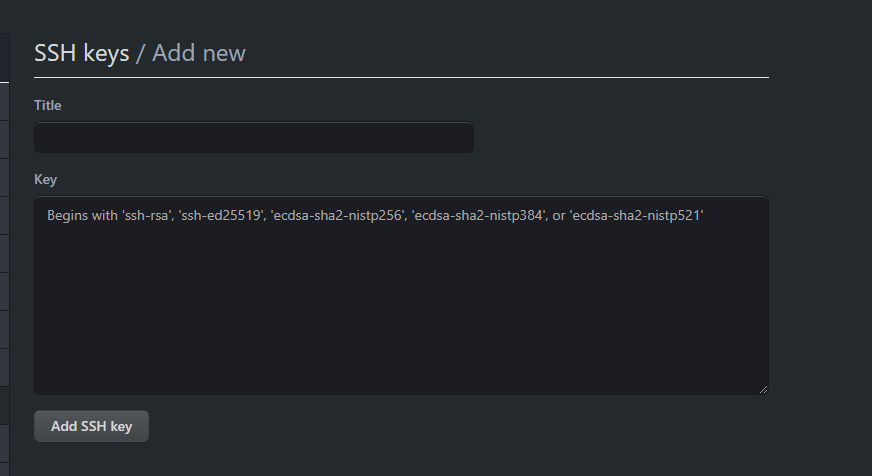 SSH keys / Add new
Title
Key
Begins with 'ssh-rsa', 'ssh-ed25519', 'ecdsa-sha2-nistp256', 'ecdsa-sha2-nistp384', or 'ecdsa-sha2-nistp521'
Add SSH key